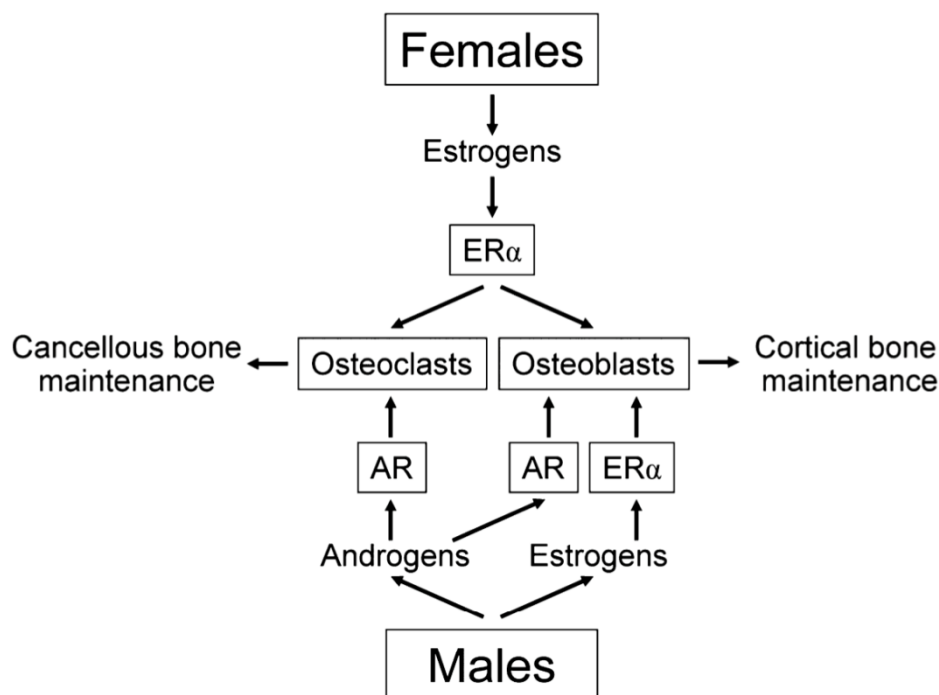 Females
Estrogens
ERα
Cancellous bone
maintenance
Osteoclasts
Osteoblasts
Cortical bone
maintenance
AR
AR
ERα
Androgens
Estrogens
Males